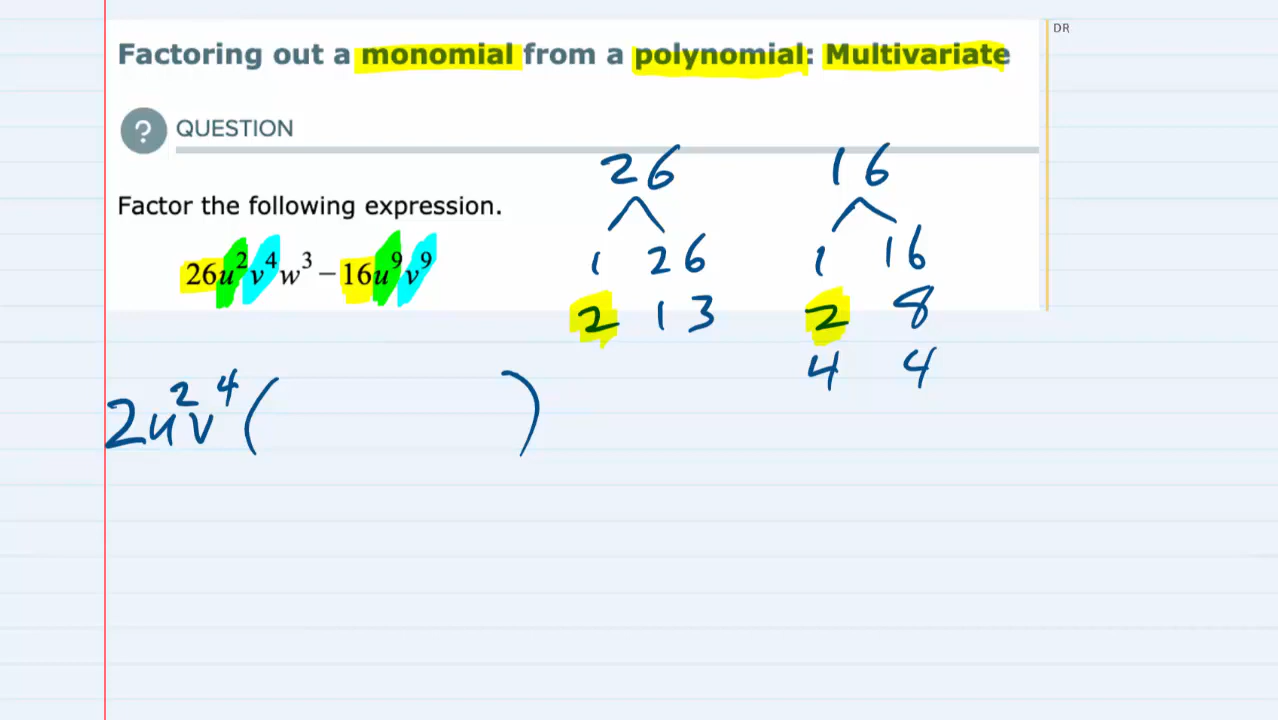 Factoring out a monomial from a polynomial: Multivariate
DR
? QUESTION
Factor the following expression.
26u²v⁴w³ − 16u⁹v⁹
26 16
1 26 1 16
2 13 2 8
4 4
2u²v⁴( )